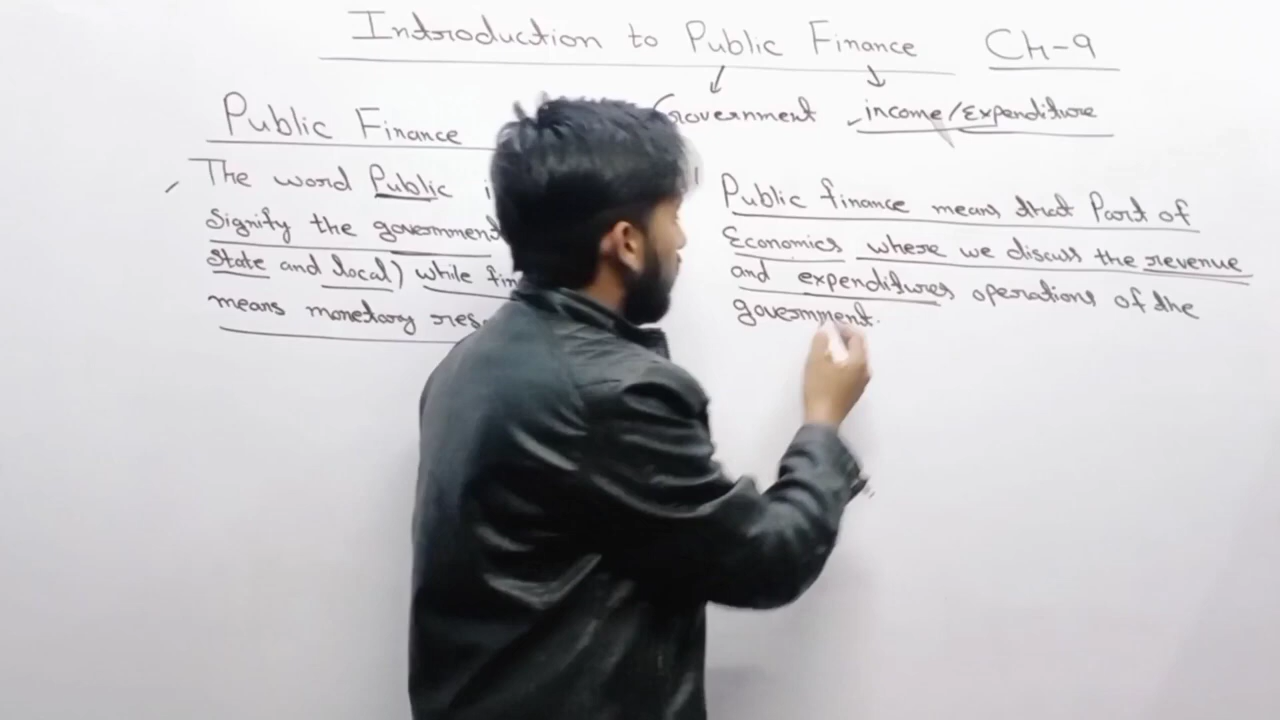 Introduction to Public Finance Ch-9
Government income/Expenditure
Public Finance
The word Public
Signify the government
state and local) while
means monetary
Public finance means that Part of
Economics where we discuss the revenue
and expenditures operations of the
government.